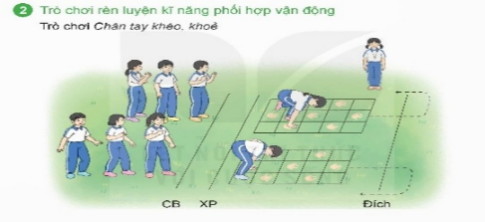 2 Trò chơi rèn luyện kĩ năng phối hợp vận động
Trò chơi Chân tay khéo, khoẻ
CB XP Đích